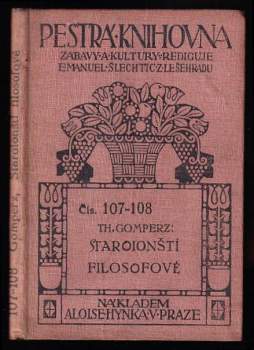 PESTRÁ KNIHOVNA
ZÁBAVY A KULTURY REDIGUJE
EMANUEL ŠLECHTIC Z LEŠEHRADU
Čís. 107-108
TH. GOMPERZ:
STAROIONŠTÍ
FILOSOFOVÉ
NÁKLADEM
ALOISE HYNKA V PRAZE
107-108 Gomperz, Staroionští filosofové